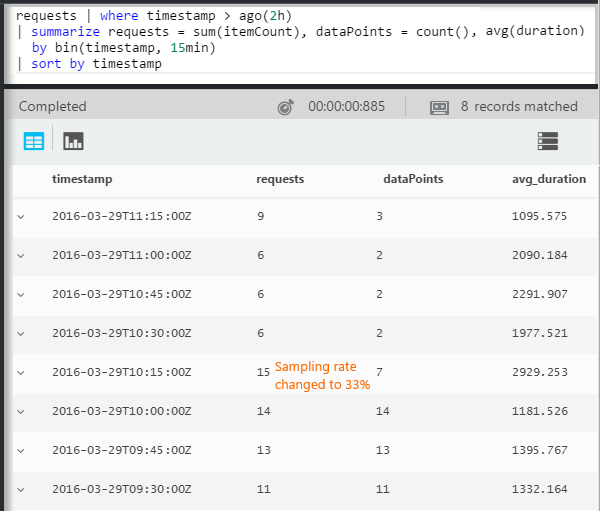 requests | where timestamp > ago(2h)
| summarize requests = sum(itemCount), dataPoints = count(), avg(duration)
by bin(timestamp, 15min)
| sort by timestamp
Completed 00:00:00:885 8 records matched
timestamp requests dataPoints avg_duration
2016-03-29T11:15:00Z 9 3 1095.575
2016-03-29T11:00:00Z 6 2 2090.184
2016-03-29T10:45:00Z 6 2 2291.907
2016-03-29T10:30:00Z 6 2 1977.521
2016-03-29T10:15:00Z 15 Sampling rate 7 2929.253
changed to 33%
2016-03-29T10:00:00Z 14 14 1181.526
2016-03-29T09:45:00Z 13 13 1395.767
2016-03-29T09:30:00Z 11 11 1332.164